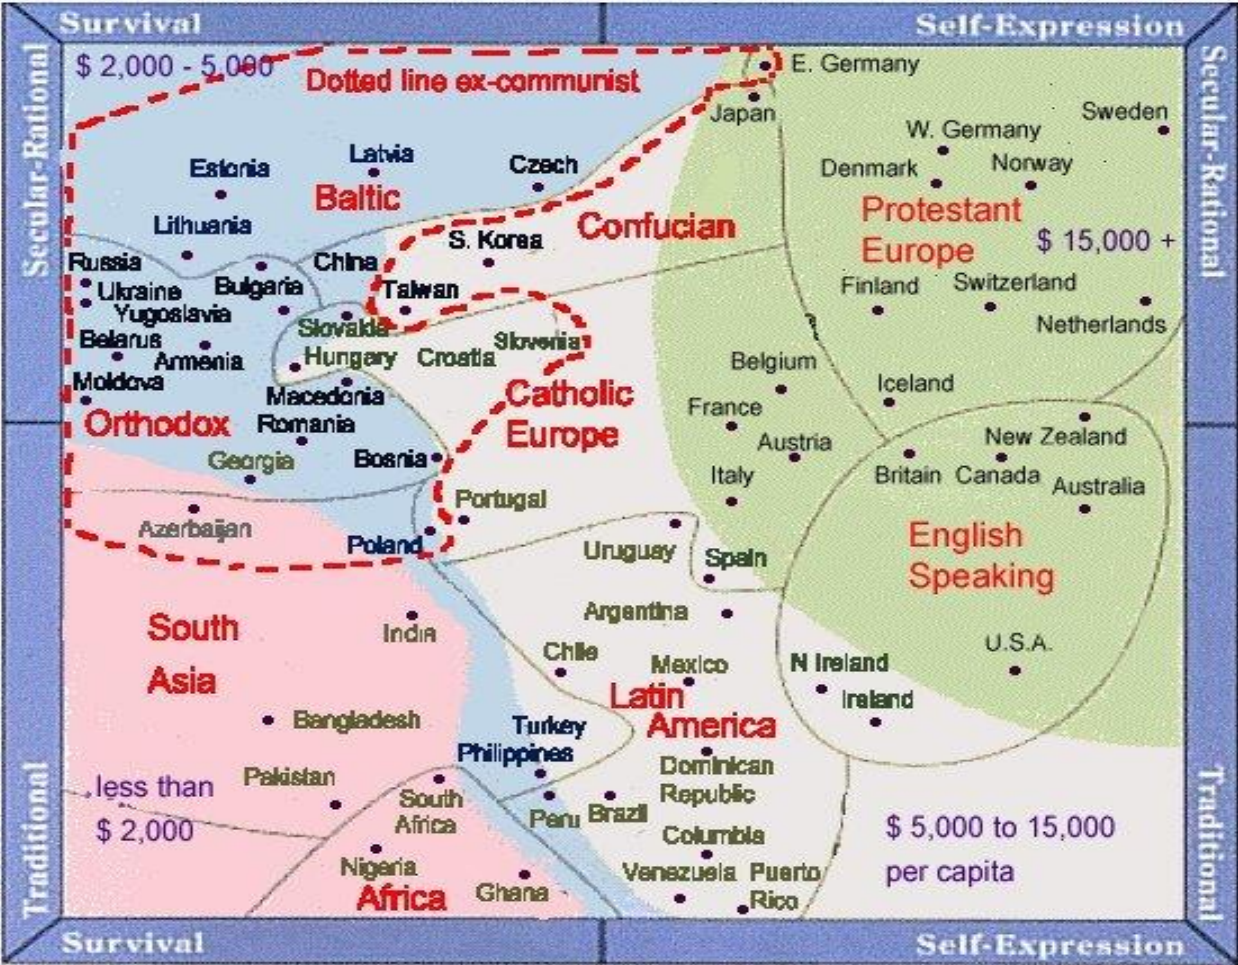 Survival
Self-Expression
Secular-Rational
Secular-Rational
$ 2,000 - 5,000
Dotted line ex-communist
E. Germany
Japan
Sweden
W. Germany
Denmark
Norway
Estonia
Latvia
Czech
Baltic
Protestant
Europe
$ 15,000 +
Lithuania
S. Korea
Confucian
Russia
Bulgaria
China
Taiwan
Ukraine
Yugoslavia
Finland
Switzerland
Netherlands
Slovakia
Belarus
Armenia
Hungary
Croatia
Slovenia
Belgium
Moldova
Macedonia
Catholic
Europe
Iceland
France
Orthodox
Romania
Austria
New Zealand
Georgia
Bosnia
Italy
Britain
Canada
Australia
Portugal
Azerbaijan
Poland
Uruguay
Spain
English
Speaking
South
Asia
India
Argentina
Chile
Mexico
N Ireland
Ireland
U.S.A.
Latin
America
Bangladesh
Turkey
Philippines
Pakistan
Dominican
Republic
less than
$ 2,000
South
Africa
Peru
Brazil
Columbia
$ 5,000 to 15,000
per capita
Nigeria
Africa
Ghana
Venezuela
Puerto
Rico
Traditional
Traditional
Survival
Self-Expression